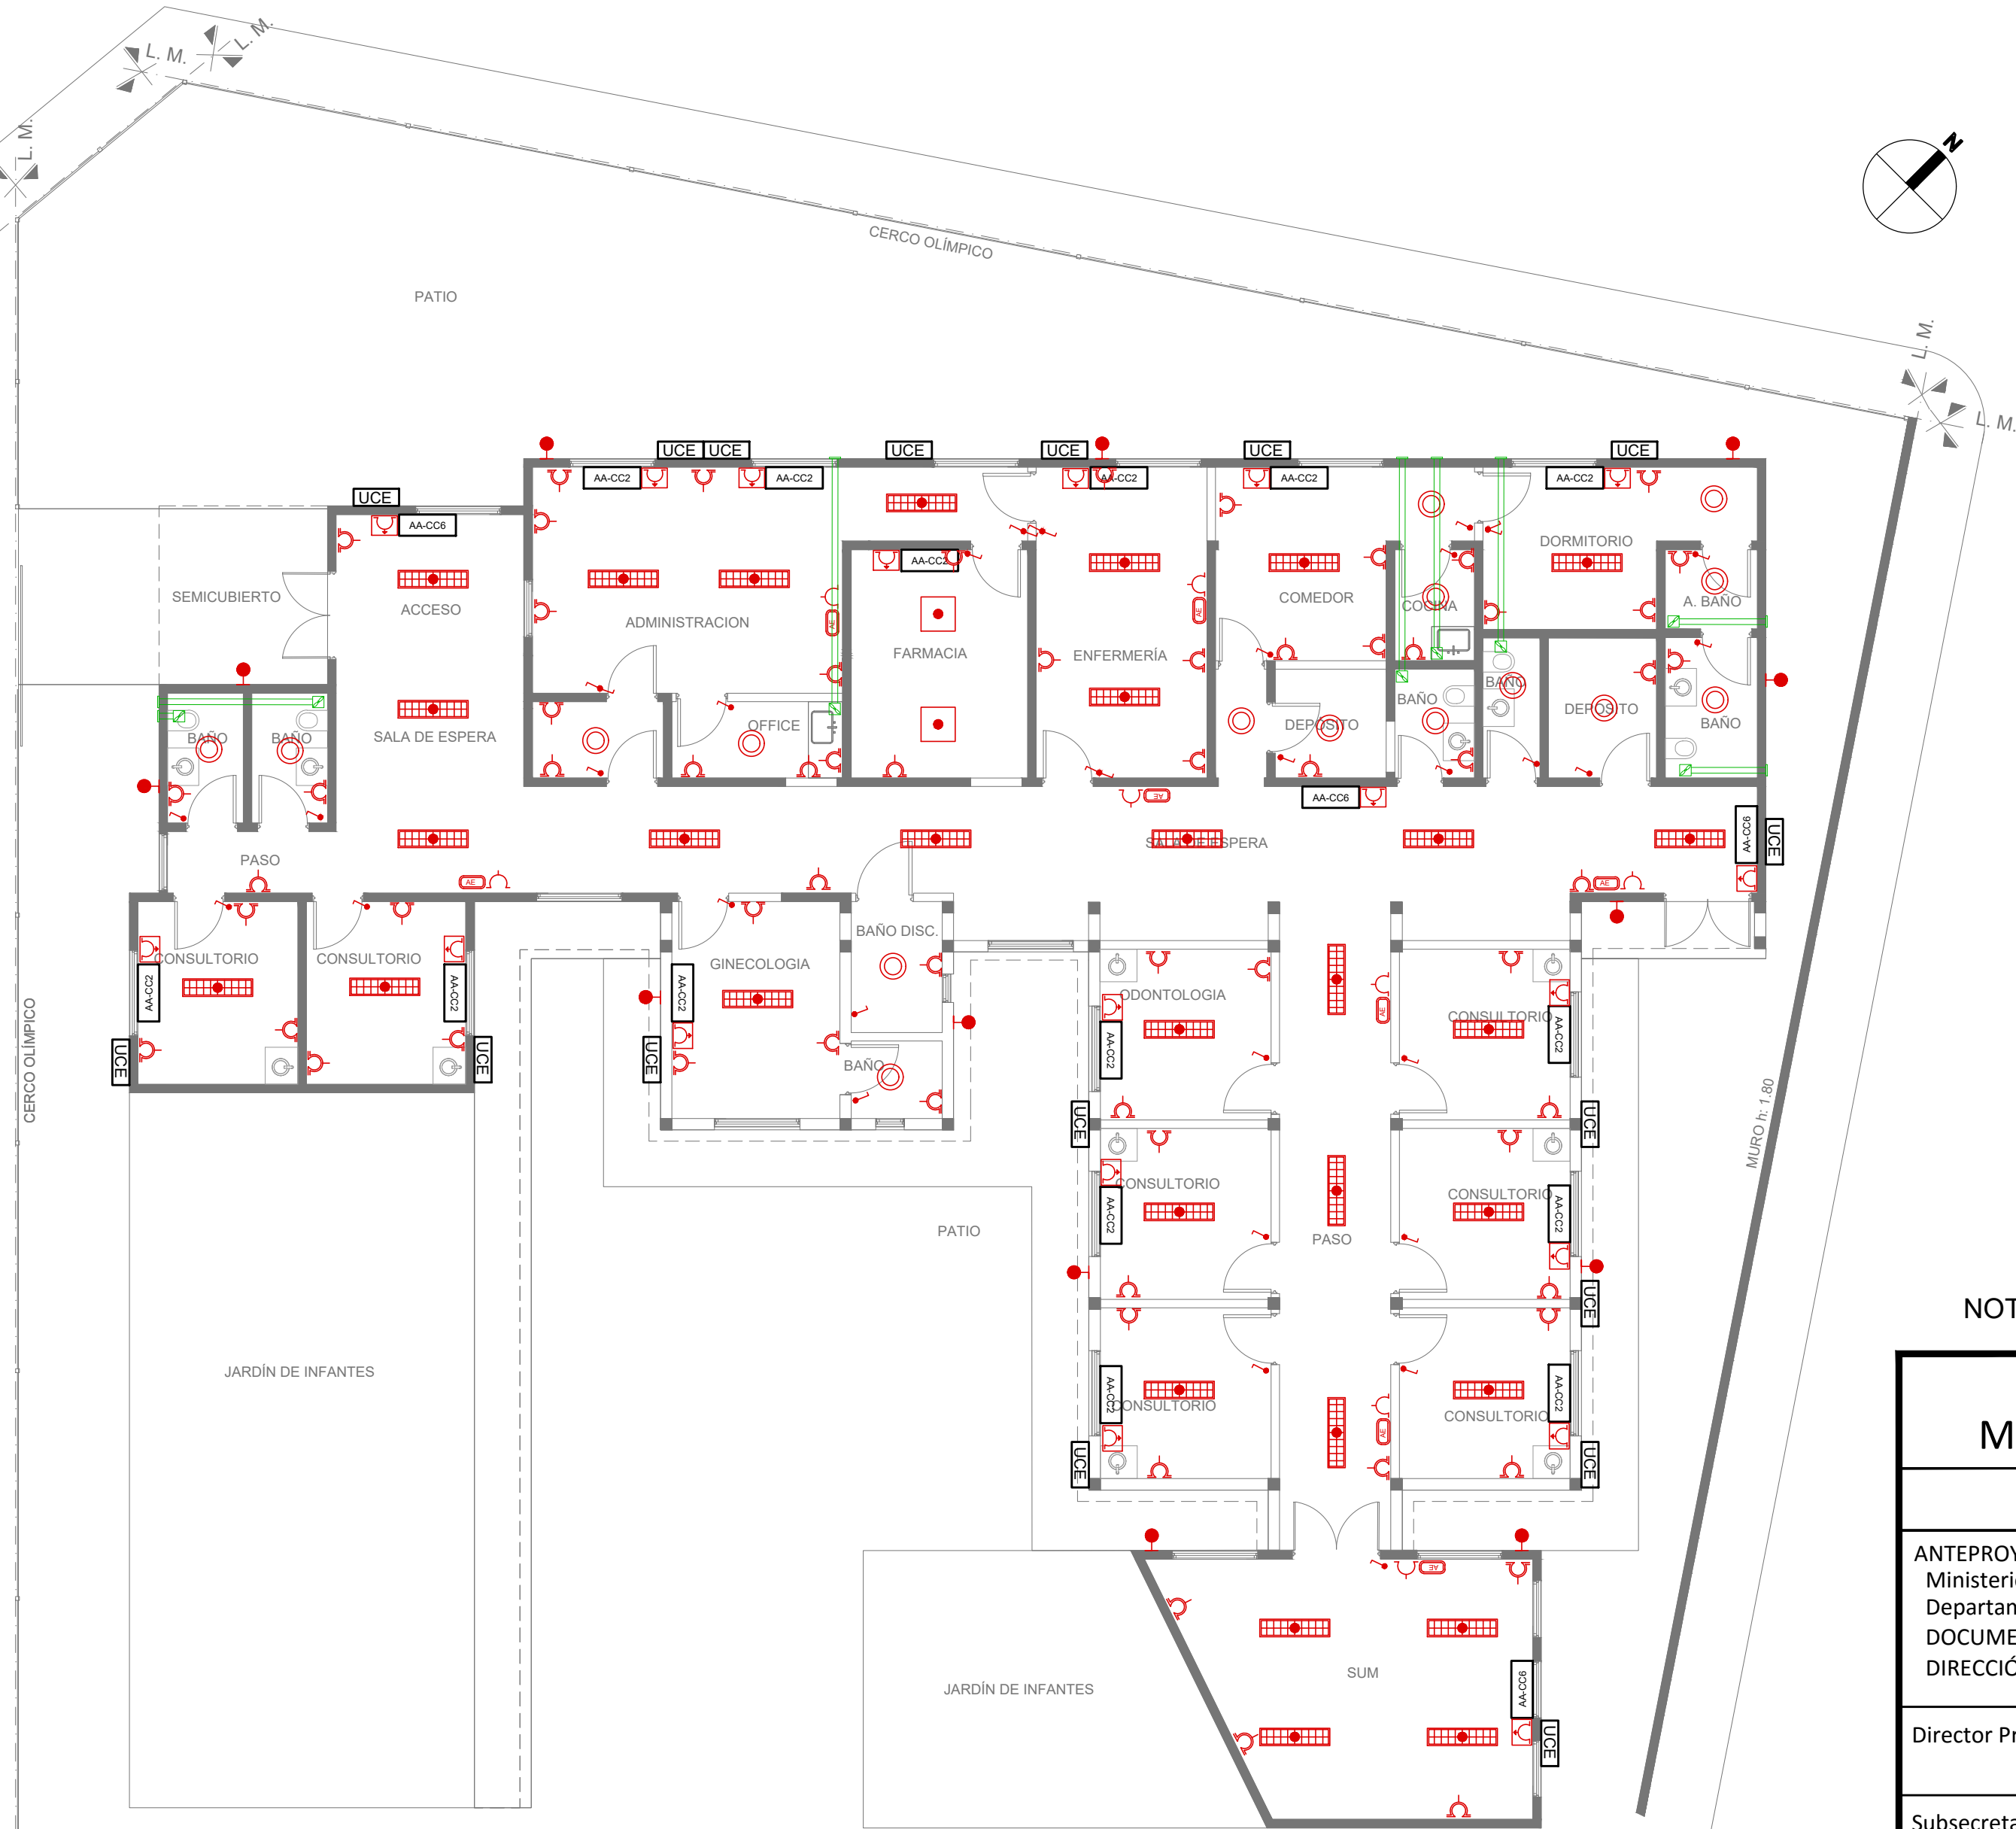 L. M.
L. M.
L. M.
N
CERCO OLÍMPICO
PATIO
L. M.
L. M.
UCE
UCE
UCE
UCE
UCE
UCE
UCE
AA-CC2
AA-CC2
AA-CC2
AA-CC2
AA-CC2
AA-CC6
AA-CC2
DORMITORIO
SEMICUBIERTO
ACCESO
ADMINISTRACION
AE
AE
COMEDOR
COCINA
A. BAÑO
FARMACIA
ENFERMERÍA
BAÑO
BAÑO
SALA DE ESPERA
OFFICE
DEPÓSITO
BAÑO
BAÑO
DEPÓSITO
BAÑO
AE
AA-CC6
AA-CC6
UCE
SALA DE ESPERA
PASO
AE
AE
BAÑO DISC.
CONSULTORIO
CONSULTORIO
GINECOLOGIA
AA-CC2
AA-CC2
AA-CC2
ODONTOLOGIA
AE
CONSULTORIO
AA-CC2
AA-CC2
CERCO OLÍMPICO
UCE
UCE
UCE
BAÑO
UCE
UCE
MURO h: 1.80
CONSULTORIO
CONSULTORIO
AA-CC2
AA-CC2
PATIO
PASO
UCE
NOT
JARDÍN DE INFANTES
AA-CC2
AA-CC2
CONSULTORIO
CONSULTORIO
AE
UCE
UCE
M
ANTEPROY
Ministeri
Departan
DOCUME
DIRECCIÓ
AE
SUM
AA-CC6
JARDÍN DE INFANTES
UCE
Director Pr
Subsecreta